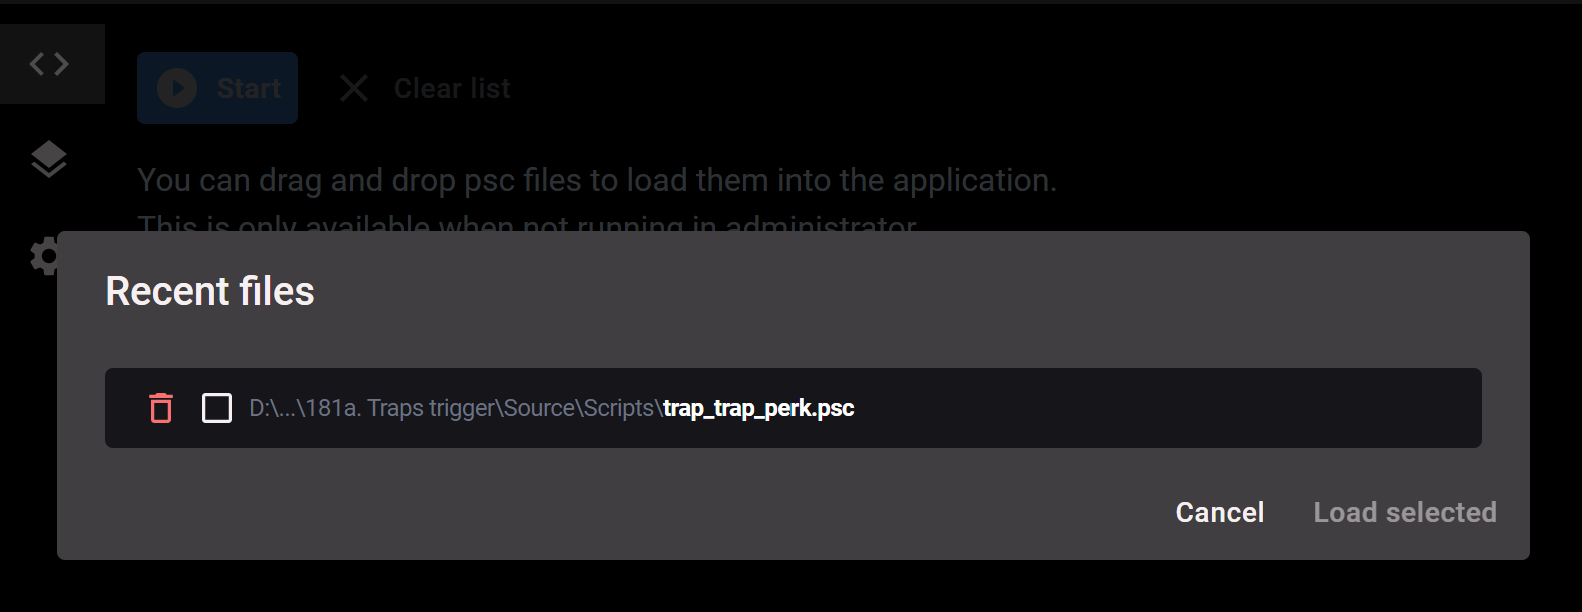 Start
Clear list
You can drag and drop psc files to load them into the application.
This is only available when not running in administrator
Recent files
D:\...\181a. Traps trigger\Source\Scripts\trap_trap_perk.psc
Cancel
Load selected